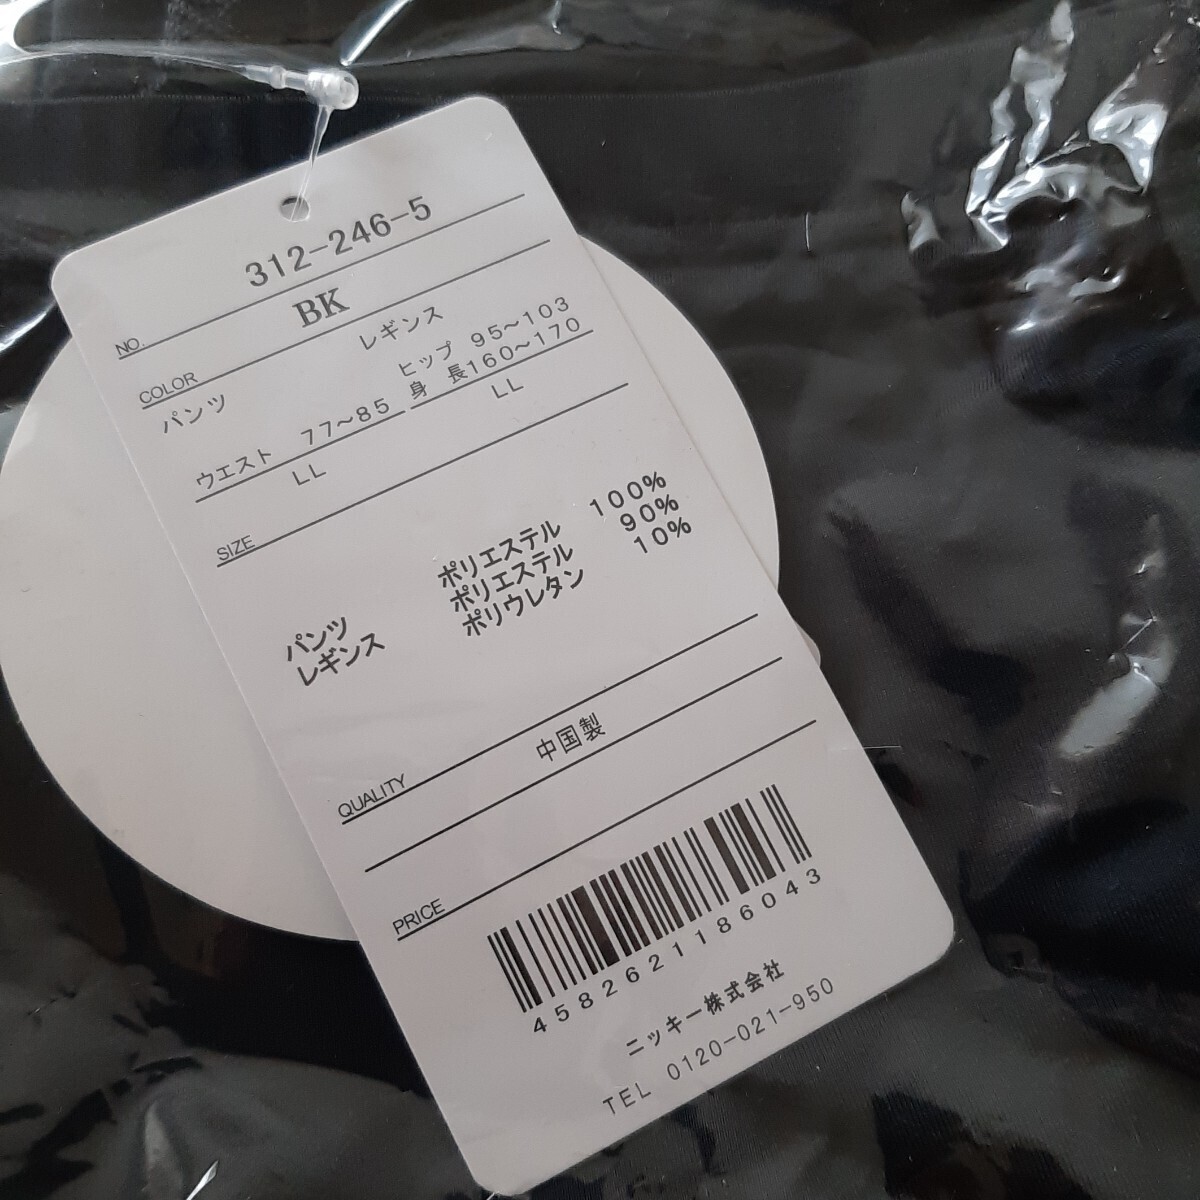 NO. 312-246-5
COLOR BK
パンツ レギンス
ウエスト 77~85 ヒップ 95~103
身 長160~170
SIZE LL LL
パンツ ポリエステル 100%
レギンス ポリエステル 90%
ポリウレタン 10%
QUALITY
中国製
PRICE
4582621186043
ニッキー株式会社
TEL 0120-021-950